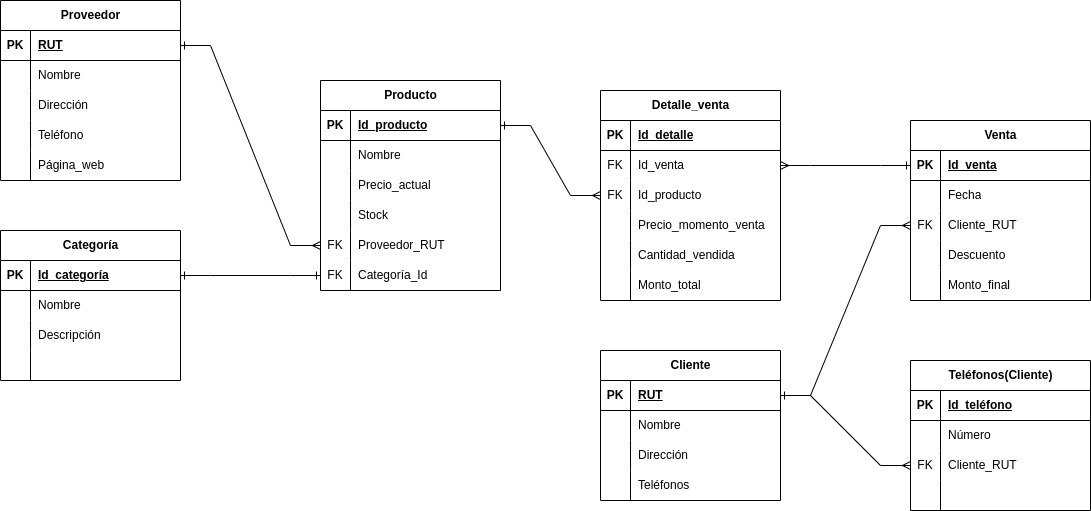 Proveedor
PK RUT
Nombre
Dirección
Teléfono
Página_web
Categoría
PK Id_categoría
Nombre
Descripción
Producto
PK Id_producto
Nombre
Precio_actual
Stock
FK Proveedor_RUT
FK Categoría_Id
Detalle_venta
PK Id_detalle
FK Id_venta
FK Id_producto
Precio_momento_venta
Cantidad_vendida
Monto_total
Venta
PK Id_venta
Fecha
FK Cliente_RUT
Descuento
Monto_final
Cliente
PK RUT
Nombre
Dirección
Teléfonos
Teléfonos(Cliente)
PK Id_teléfono
Número
FK Cliente_RUT